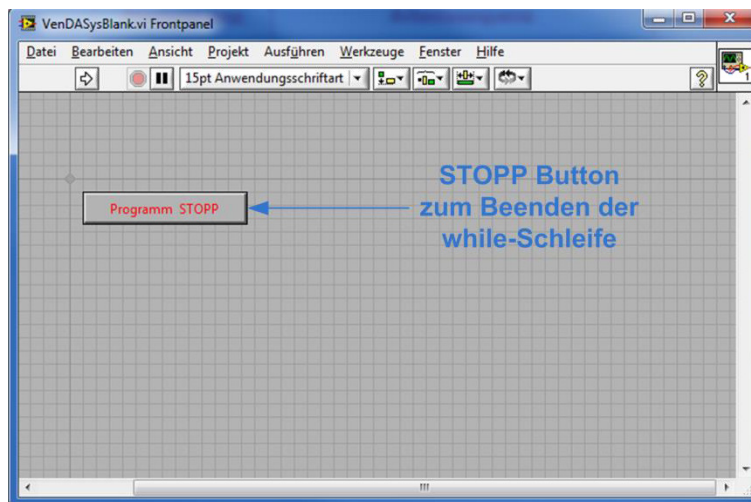 VenDASysBlank.vi Frontpanel
Datei Bearbeiten Ansicht Projekt Ausführen Werkzeuge Fenster Hilfe
15pt Anwendungsschriftart
1
Programm STOPP
STOPP Button
zum Beenden der
while-Schleife